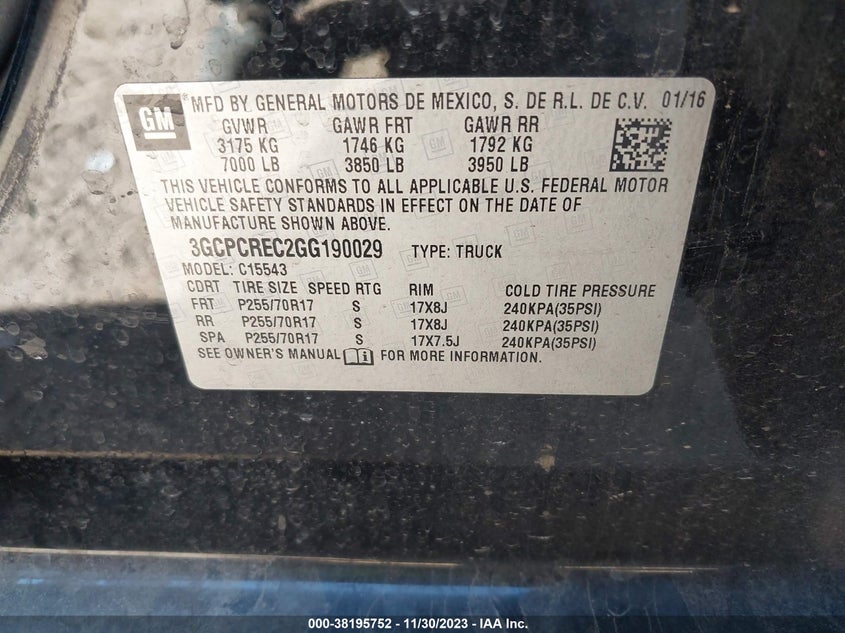 GM ®MFD BY GENERAL MOTORS DE MEXICO, S. DE R.L. DE C.V. 01/16
GVWR GAWR FRT GAWR RR
3175 KG 1746 KG 1792 KG
7000 LB 3850 LB 3950 LB
THIS VEHICLE CONFORMS TO ALL APPLICABLE U.S. FEDERAL MOTOR
VEHICLE SAFETY STANDARDS IN EFFECT ON THE DATE OF
MANUFACTURE SHOWN ABOVE.
3GCPCREC2GG190029 TYPE: TRUCK
MODEL: C15543
CDRT TIRE SIZE SPEED RTG RIM COLD TIRE PRESSURE
FRT P255/70R17 S 17X8J 240KPA(35PSI)
RR P255/70R17 S 17X8J 240KPA(35PSI)
SPA P255/70R17 S 17X7.5J 240KPA(35PSI)
SEE OWNER'S MANUAL FOR MORE INFORMATION.
000-38195752 - 11/30/2023 - IAA Inc.